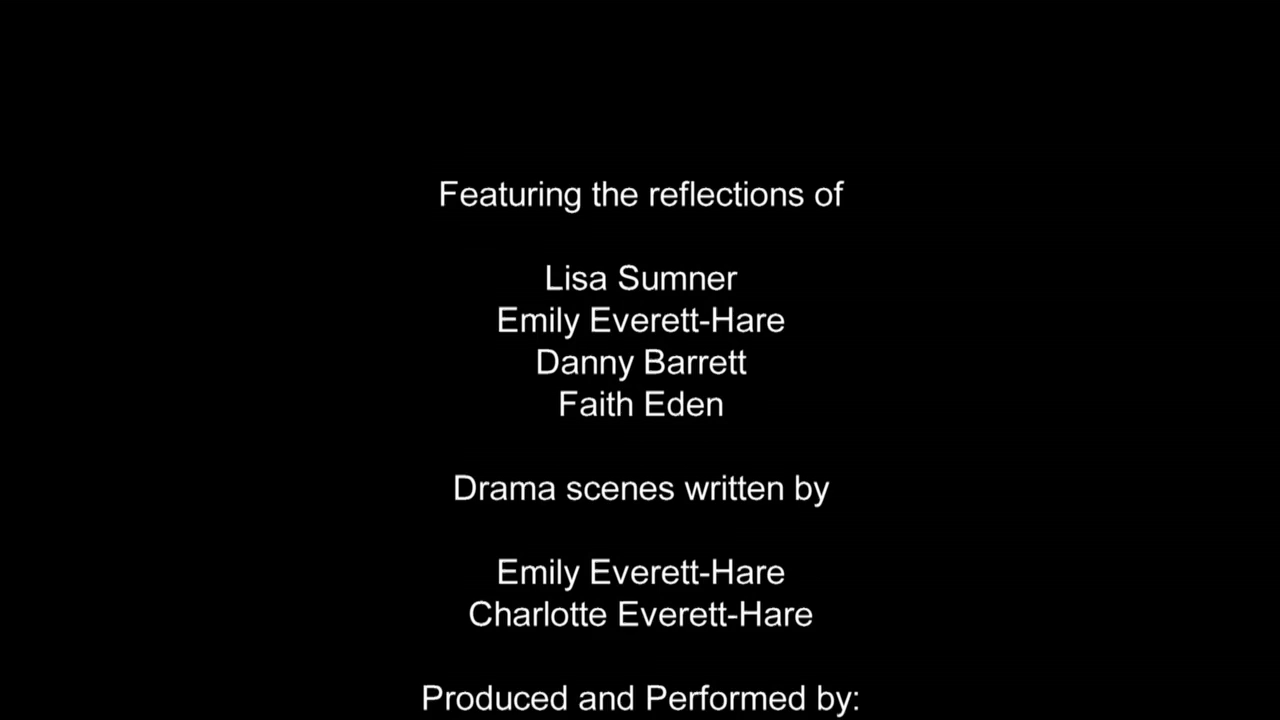 Featuring the reflections of
Lisa Sumner
Emily Everett-Hare
Danny Barrett
Faith Eden
Drama scenes written by
Emily Everett-Hare
Charlotte Everett-Hare
Produced and Performed by: